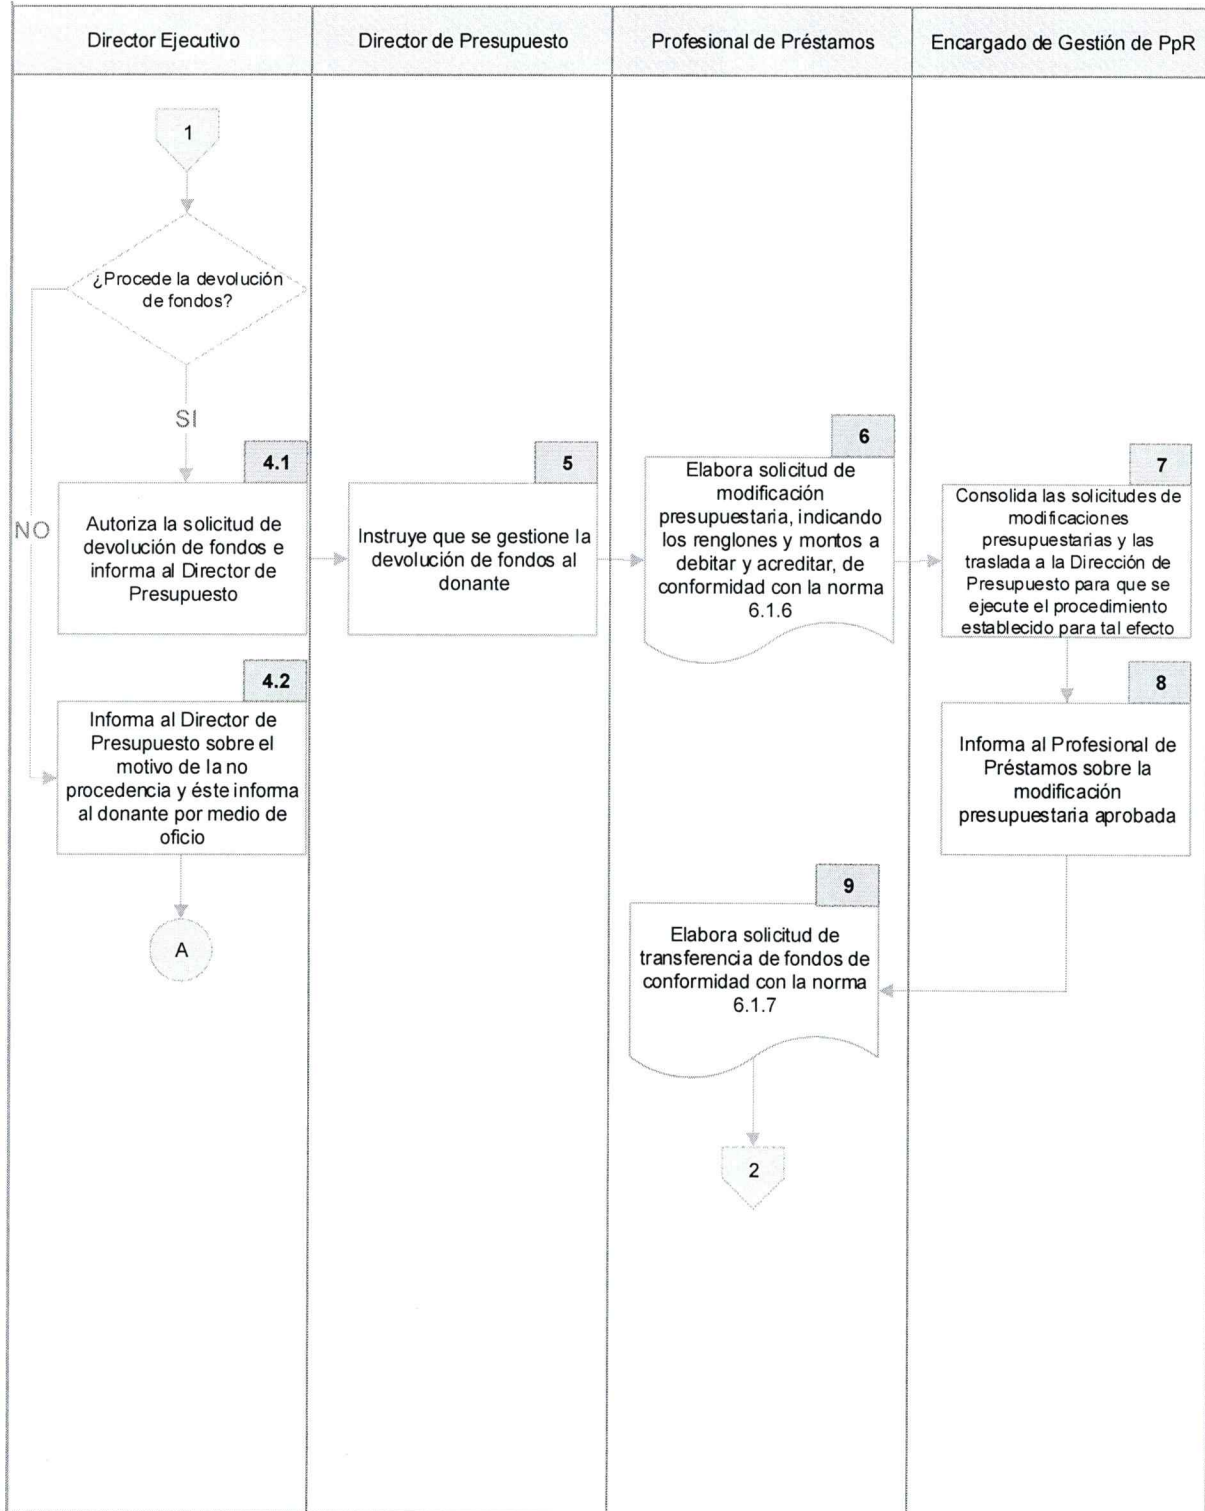 Director Ejecutivo
Director de Presupuesto
Profesional de Préstamos
Encargado de Gestión de PpR
1
¿Procede la devolución
de fondos?
SI
NO
4.1
Autoriza la solicitud de
devolución de fondos e
informa al Director de
Presupuesto
5
Instruye que se gestione la
devolución de fondos al
donante
6
Elabora solicitud de
modificación
presupuestaria, indicando
los renglones y montos a
debitar y acreditar, de
conformidad con la norma
6.1.6
7
Consolida las solicitudes de
modificaciones
presupuestarias y las
traslada a la Dirección de
Presupuesto para que se
ejecute el procedimiento
establecido para tal efecto
4.2
Informa al Director de
Presupuesto sobre el
motivo de la no
procedencia y éste informa
al donante por medio de
oficio
A
8
Informa al Profesional de
Préstamos sobre la
modificación
presupuestaria aprobada
9
Elabora solicitud de
transferencia de fondos de
conformidad con la norma
6.1.7
2